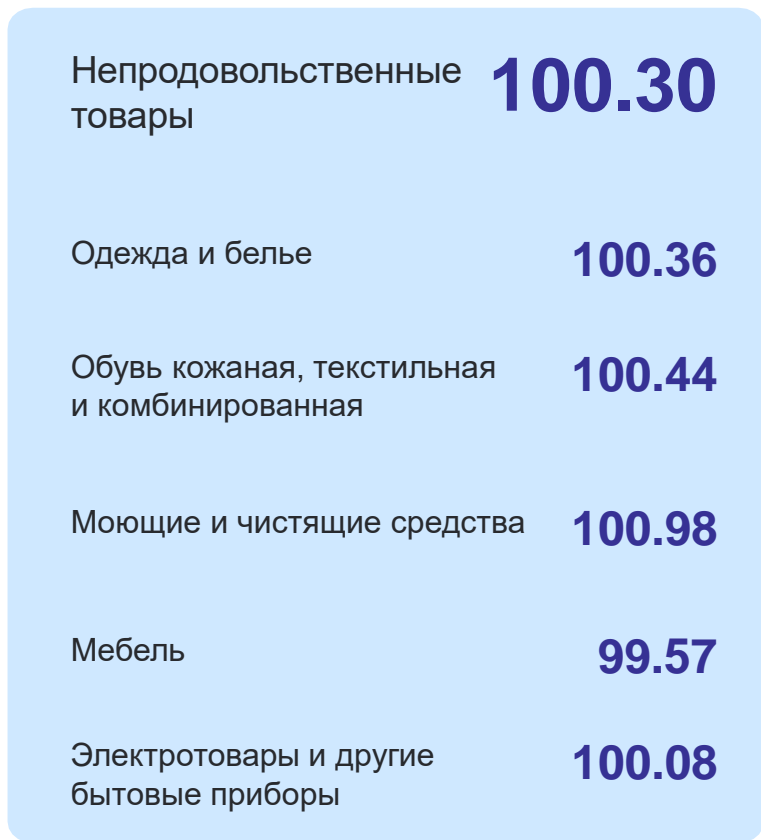 Непродовольственные 100.30
товары
Одежда и белье 100.36
Обувь кожаная, текстильная 100.44
и комбинированная
Моющие и чистящие средства 100.98
Мебель 99.57
Электротовары и другие 100.08
бытовые приборы